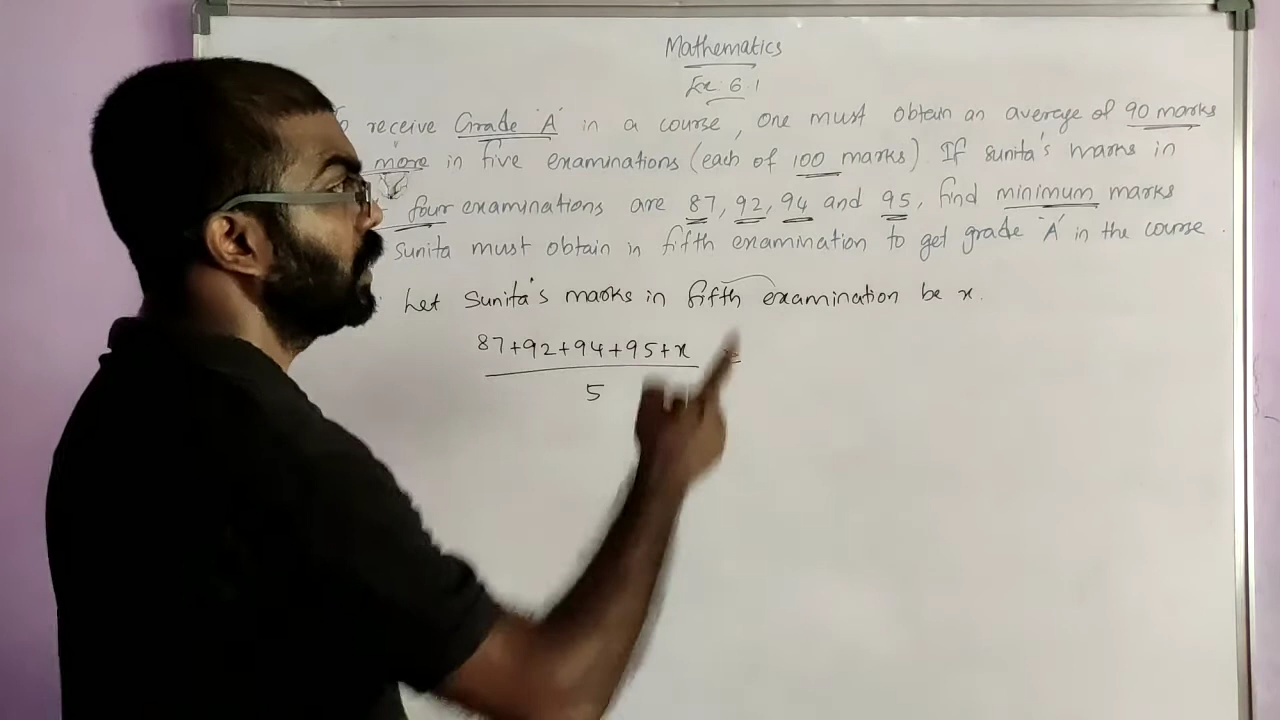 Mathematics
Ex: 6.1
receive Grade 'A' in a course, one must obtain an average of 90 marks
more in five examinations (each of 100 marks) If Sunita's marks in
four examinations are 87, 92, 94 and 95, find minimum marks
Sunita must obtain in fifth examination to get grade 'A' in the course.
Let Sunita's marks in fifth examination be x.
87+92+94+95+x
5